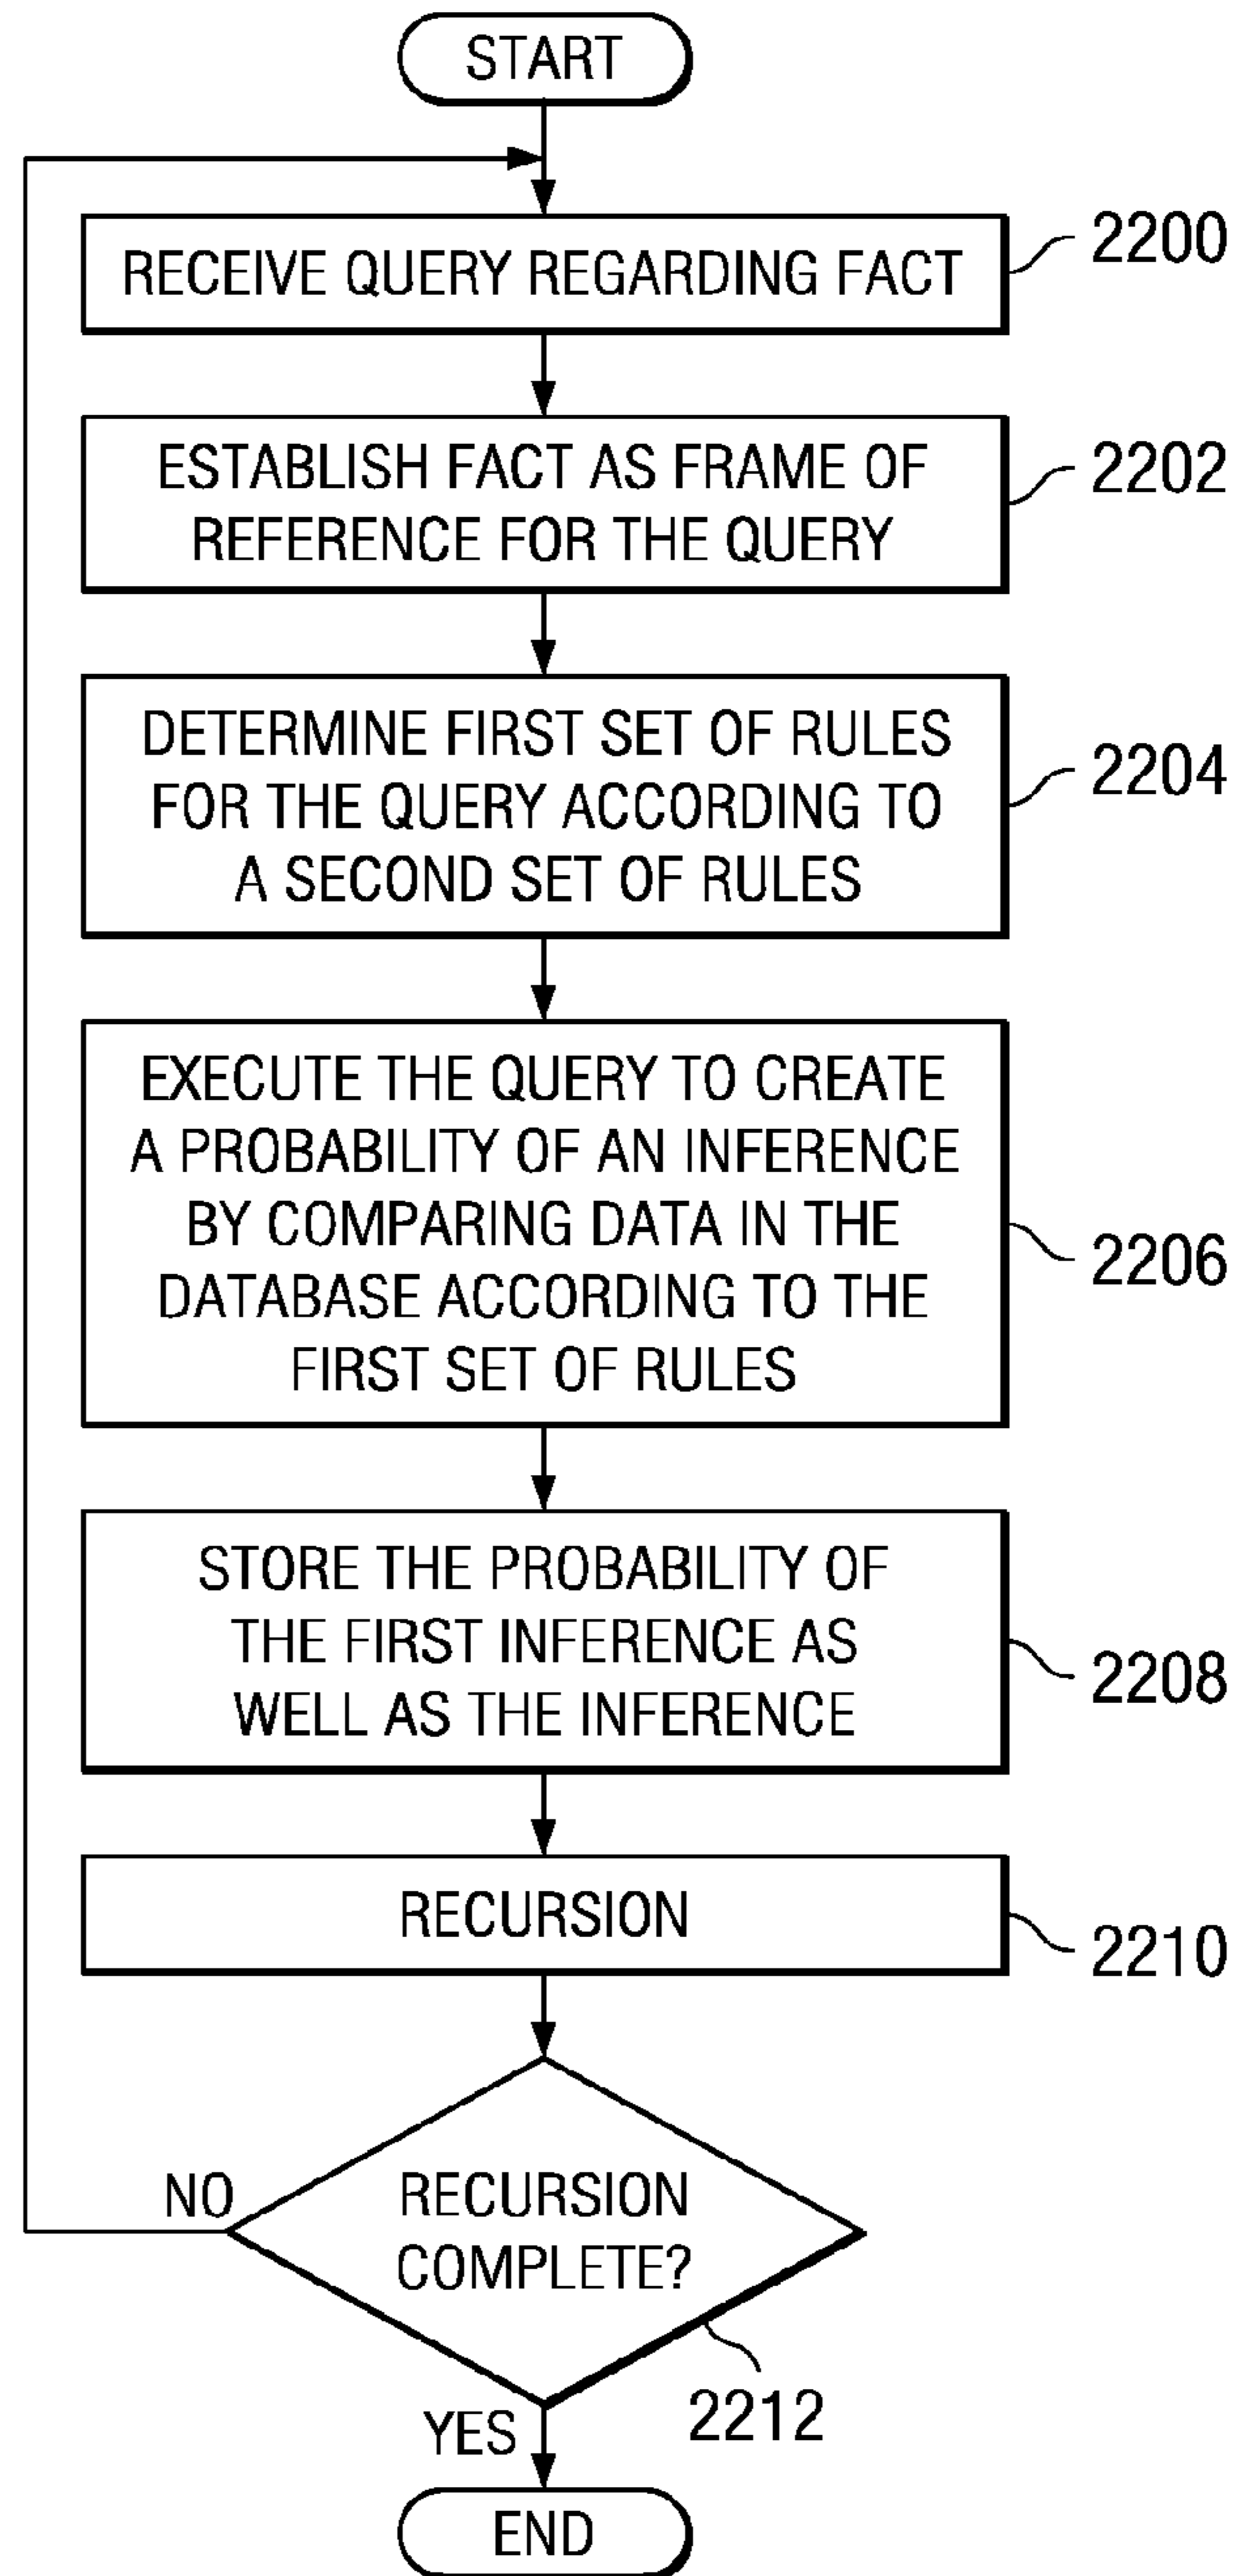 START
RECEIVE QUERY REGARDING FACT
2200
ESTABLISH FACT AS FRAME OF
REFERENCE FOR THE QUERY
2202
DETERMINE FIRST SET OF RULES
FOR THE QUERY ACCORDING TO
A SECOND SET OF RULES
2204
EXECUTE THE QUERY TO CREATE
A PROBABILITY OF AN INFERENCE
BY COMPARING DATA IN THE
DATABASE ACCORDING TO THE
FIRST SET OF RULES
2206
STORE THE PROBABILITY OF
THE FIRST INFERENCE AS
WELL AS THE INFERENCE
2208
RECURSION
2210
NO
RECURSION
COMPLETE?
2212
YES
END